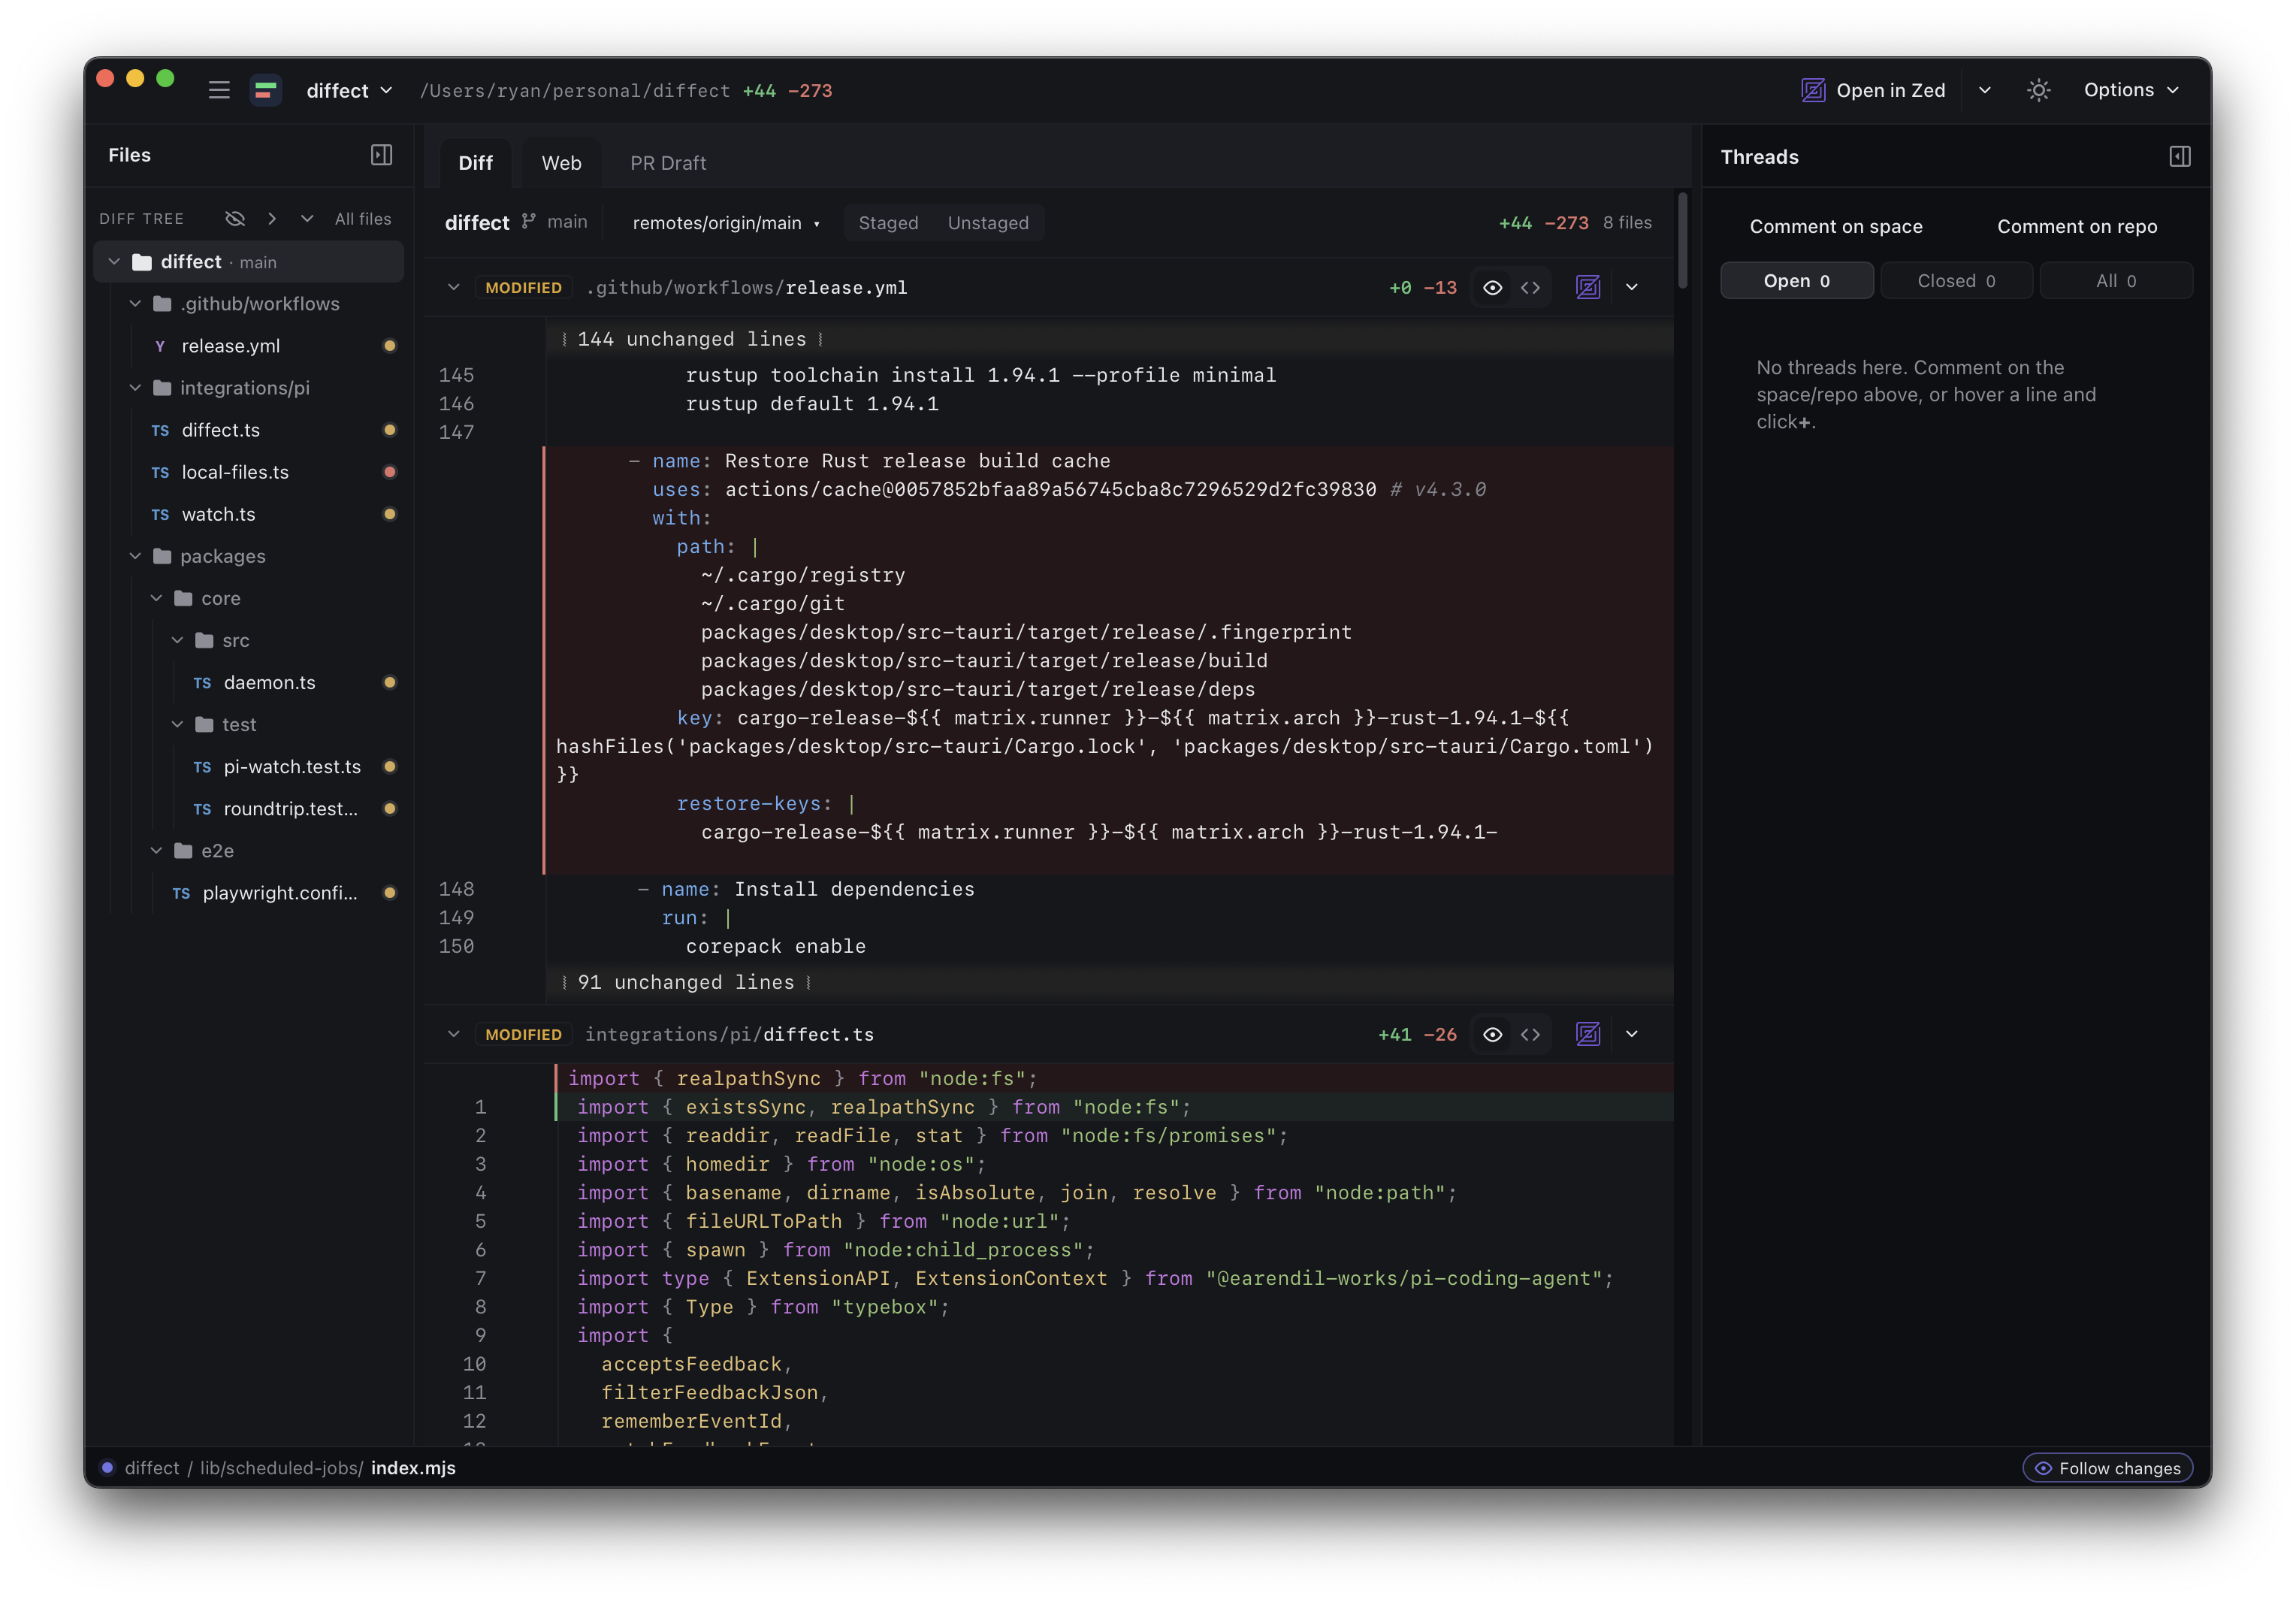 diffect /Users/ryan/personal/diffect +44 −273
Open in Zed Options
Files
DIFF TREE All files
diffect · main
.github/workflows
Y release.yml
integrations/pi
TS diffect.ts
TS local-files.ts
TS watch.ts
packages
core
src
TS daemon.ts
test
TS pi-watch.test.ts
TS roundtrip.test...
e2e
TS playwright.confi...
Diff Web PR Draft
diffect main remotes/origin/main Staged Unstaged +44 −273 8 files
MODIFIED .github/workflows/release.yml +0 −13
144 unchanged lines
145 rustup toolchain install 1.94.1 --profile minimal
146 rustup default 1.94.1
147
- name: Restore Rust release build cache
uses: actions/cache@0057852bfaa89a56745cba8c7296529d2fc39830 # v4.3.0
with:
path: |
~/.cargo/registry
~/.cargo/git
packages/desktop/src-tauri/target/release/.fingerprint
packages/desktop/src-tauri/target/release/build
packages/desktop/src-tauri/target/release/deps
key: cargo-release-${{ matrix.runner }}-${{ matrix.arch }}-rust-1.94.1-${{
hashFiles('packages/desktop/src-tauri/Cargo.lock', 'packages/desktop/src-tauri/Cargo.toml')
}}
restore-keys: |
cargo-release-${{ matrix.runner }}-${{ matrix.arch }}-rust-1.94.1-
148 - name: Install dependencies
149 run: |
150 corepack enable
91 unchanged lines
MODIFIED integrations/pi/diffect.ts +41 −26
import { realpathSync } from "node:fs";
1 import { existsSync, realpathSync } from "node:fs";
2 import { readdir, readFile, stat } from "node:fs/promises";
3 import { homedir } from "node:os";
4 import { basename, dirname, isAbsolute, join, resolve } from "node:path";
5 import { fileURLToPath } from "node:url";
6 import { spawn } from "node:child_process";
7 import type { ExtensionAPI, ExtensionContext } from "@earendil-works/pi-coding-agent";
8 import { Type } from "typebox";
9 import {
10 acceptsFeedback,
11 filterFeedbackJson,
12 rememberEventId,
Threads
Comment on space Comment on repo
Open 0 Closed 0 All 0
No threads here. Comment on the
space/repo above, or hover a line and
click+.
diffect / lib/scheduled-jobs/ index.mjs
Follow changes